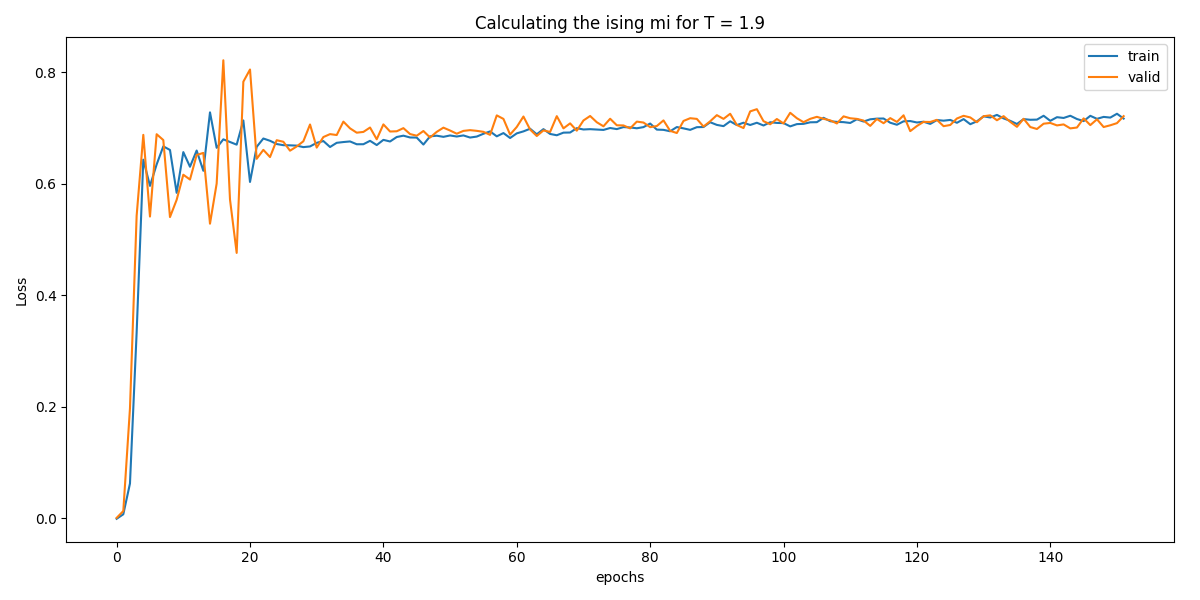 Calculating the ising mi for T = 1.9
train
valid
Loss
0.8
0.6
0.4
0.2
0.0
0 20 40 60 80 100 120 140
epochs